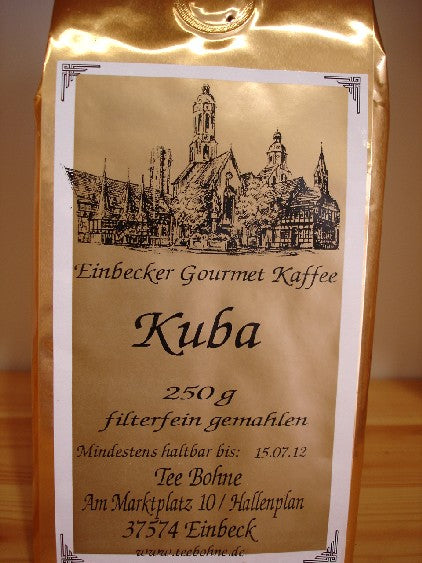 Einbecker Gourmet Kaffee
Kuba
250 g
filterfein gemahlen
Mindestens haltbar bis: 15.07.12
Tee Bohne
Am Marktplatz 10 / Hallenplan
37574 Einbeck
www.teebohne.de